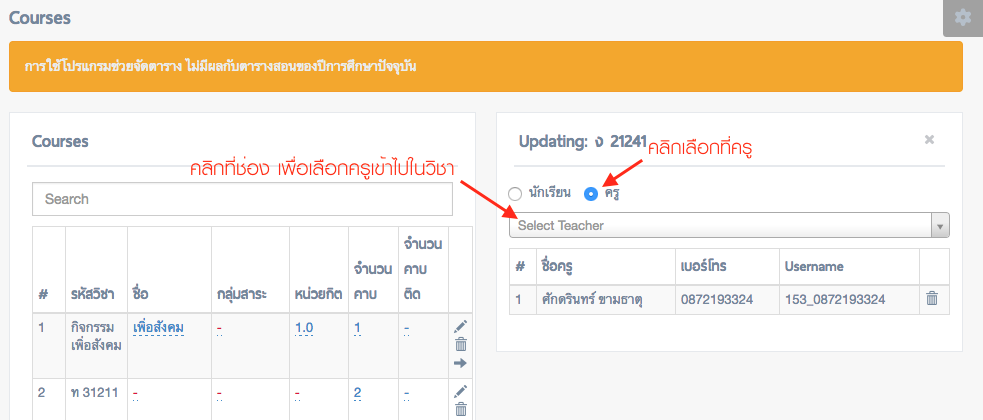 Courses
การใช้โปรแกรมช่วยจัดตาราง ไม่มีผลกับตารางสอนของปีการศึกษาปัจจุบัน
Courses
คลิกที่ช่อง เพื่อเลือกครูเข้าไปในวิชา
Search
# รหัสวิชา ชื่อ กลุ่มสาระ หน่วยกิต จำนวน คาบ จำนวน คาบ ติด
1 กิจกรรม เพื่อสังคม เพื่อสังคม - 1.0 1 -
2 ท 31211 - - - 2 -
Updating: ง 21241 ×
คลิกเลือกที่ครู
นักเรียน ครู
Select Teacher
# ชื่อครู เบอร์โทร Username
1 ศักดรินทร์ ขามธาตุ 0872193324 153_0872193324